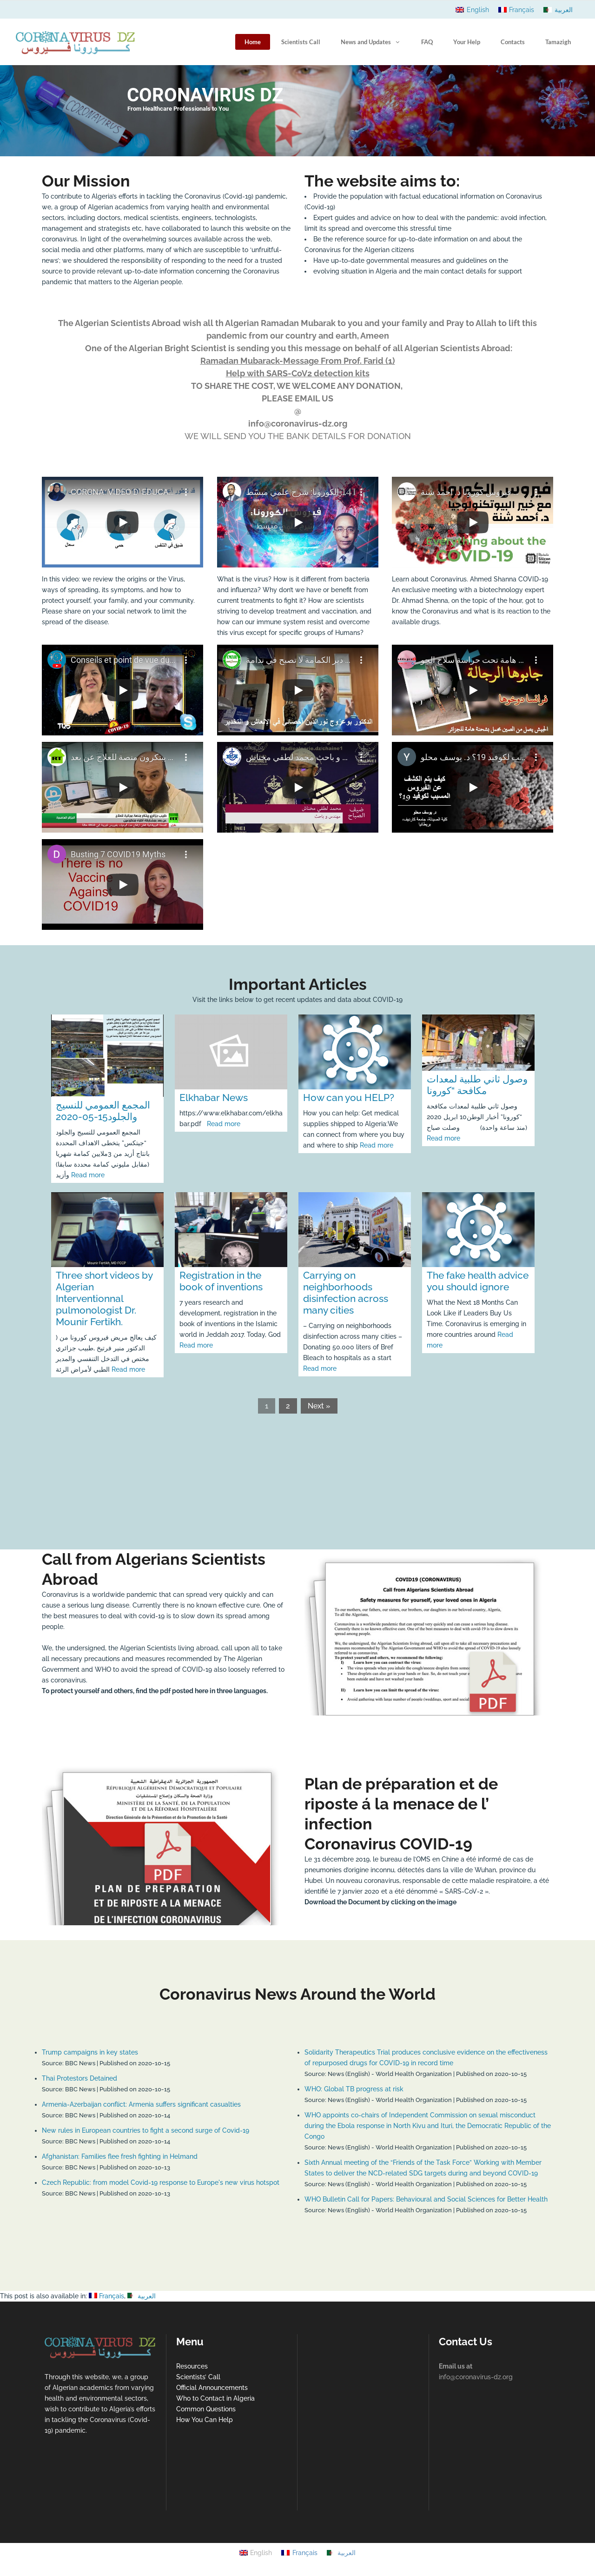 English Français العربية
CORONAVIRUS DZ
كـورونـا فـيـروس
Home Scientists Call News and Updates FAQ Your Help Contacts Tamazigh
CORONAVIRUS DZ
From Healthcare Professionals to You
Our Mission
To contribute to Algeria's efforts in tackling the Coronavirus (Covid-19) pandemic,
we, a group of Algerian academics from varying health and environmental
sectors, including doctors, medical scientists, engineers, technologists,
management and strategists etc, have collaborated to launch this website on the
coronavirus. In light of the overwhelming sources available across the web,
social media and other platforms, many of which are susceptible to 'unfruitful-
news'; we shouldered the responsibility of responding to the need for a trusted
source to provide relevant up-to-date information concerning the Coronavirus
pandemic that matters to the Algerian people.
The website aims to:
• Provide the population with factual educational information on Coronavirus
(Covid-19)
• Expert guides and advice on how to deal with the pandemic: avoid infection,
limit its spread and overcome this stressful time
• Be the reference source for up-to-date information on and about the
Coronavirus for the Algerian citizens
• Have up-to-date governmental measures and guidelines on the
• evolving situation in Algeria and the main contact details for support
The Algerian Scientists Abroad wish all th Algerian Ramadan Mubarak to you and your family and Pray to Allah to lift this
pandemic from our country and earth, Ameen
One of the Algerian Bright Scientist is sending you this message on behalf of all Algerian Scientists Abroad:
Ramadan Mubarack-Message From Prof. Farid (1)
Help with SARS-CoV2 detection kits
TO SHARE THE COST, WE WELCOME ANY DONATION,
PLEASE EMAIL US
@
info@coronavirus-dz.org
WE WILL SEND YOU THE BANK DETAILS FOR DONATION
CORONA, VIDEO D'EDUCA...
سعال حمى ضيق في التنفس
In this video: we review the origins or the Virus,
ways of spreading, its symptoms, and how to
protect yourself, your family, and your community.
Please share on your social network to limit the
spread of the disease.
141-الكورونا: شرح علمي مبسّط
فيروس الكورونا:
What is the virus? How is it different from bacteria
and influenza? Why don't we have or benefit from
current treatments to fight it? How are scientists
striving to develop treatment and vaccination, and
how can our immune system resist and overcome
this virus except for specific groups of Humans?
فيروس الكورونا
مع خبير البيوتكنولوجيا
د. أحمد شنة
Everything about the
COVID-19
Learn about Coronavirus. Ahmed Shanna COVID-19
An exclusive meeting with a biotechnology expert
Dr. Ahmad Shenna, on the topic of the hour, got to
know the Coronavirus and what is its reaction to the
available drugs.
Conseils et point de vue du...
... دير الكمامة لا تصبح في ندامة
... هامة تحت حراسة سلاح الجو
جابوها الرجالة
... يبتكرون منصة للعلاج عن بعد
... و باحث محمد لطفي مختاش
ضيف الصباح
محمد لطفي مختاش
مهندس و باحث
...ب لكوفيد 19؟ د. يوسف مخلو
كيف يتم الكشف
عن الفيروس
المسبب لكوفيد 19؟
Busting 7 COVID19 Myths
There is no
Vaccine
Against
COVID19
Important Articles
Visit the links below to get recent updates and data about COVID-19
المجمع العمومي للنسيج
والجلود15-05-2020
المجمع العمومي للنسيج والجلود
"جيتكس" يتخطى الاهداف المحددة
بانتاج أزيد من 3ملايين كمامة شهريا
(مقابل مليوني كمامة محددة سابقا)
وأزيد Read more
Elkhabar News
https://www.elkhabar.com/elkha
bar.pdf Read more
How can you HELP?
How you can help: Get medical
supplies shipped to Algeria:We
can connect from where you buy
and where to ship Read more
وصول ثاني طلبية لمعدات
مكافحة "كورونا
وصول ثاني طلبية لمعدات مكافحة
"كورونا" أخبار الوطن10 ابريل 2020
(منذ ساعة واحدة) وصلت صباح
Read more
Three short videos by
Algerian
Interventionnal
pulmonologist Dr.
Mounir Fertikh.
كيف يعالج مريض فيروس كورونا من (
الدكتور منير فرتيخ ,طبيب جزائري
مختص في التدخل التنفسي والمدير
الطبي لأمراض الرئة Read more
Registration in the
book of inventions
7 years research and
development, registration in the
book of inventions in the Islamic
world in Jeddah 2017. Today, God
Read more
Carrying on
neighborhoods
disinfection across
many cities
– Carrying on neighborhoods
disinfection across many cities –
Donating 50.000 liters of Bref
Bleach to hospitals as a start
Read more
The fake health advice
you should ignore
What the Next 18 Months Can
Look Like if Leaders Buy Us
Time. Coronavirus is emerging in
more countries around Read
more
1 2 Next »
Call from Algerians Scientists
Abroad
Coronavirus is a worldwide pandemic that can spread very quickly and can
cause a serious lung disease. Currently there is no known effective cure. One of
the best measures to deal with covid-19 is to slow down its spread among
people.
We, the undersigned, the Algerian Scientists living abroad, call upon all to take
all necessary precautions and measures recommended by The Algerian
Government and WHO to avoid the spread of COVID-19 also loosely referred to
as coronavirus.
To protect yourself and others, find the pdf posted here in three languages.
COVID19 (CORONAVIRUS)
Call from Algerians Scientists Abroad
Safety measures for yourself, your loved ones in Algeria
PDF
الجمهورية الجزائرية الديمقراطية الشعبية
RÉPUBLIQUE ALGÉRIENNE DÉMOCRATIQUE ET POPULAIRE
وزارة الصحة والسكان وإصلاح المستشفيات
MINISTÈRE DE LA SANTÉ, DE LA POPULATION
ET DE LA RÉFORME HOSPITALIÈRE
Direction Générale de la Prévention et de la Promotion de la Santé
PDF
PLAN DE PREPARATION
ET DE RIPOSTE A LA MENACE
DE L'INFECTION CORONAVIRUS
Plan de préparation et de
riposte á la menace de l'
infection
Coronavirus COVID-19
Le 31 décembre 2019, le bureau de l'OMS en Chine a été informé de cas de
pneumonies d'origine inconnu, détectés dans la ville de Wuhan, province du
Hubei. Un nouveau coronavirus, responsable de cette maladie respiratoire, a été
identifié le 7 janvier 2020 et a été dénommé « SARS-CoV-2 ».
Download the Document by clicking on the image
Coronavirus News Around the World
• Trump campaigns in key states
Source: BBC News | Published on 2020-10-15
• Thai Protestors Detained
Source: BBC News | Published on 2020-10-15
• Armenia-Azerbaijan conflict: Armenia suffers significant casualties
Source: BBC News | Published on 2020-10-14
• New rules in European countries to fight a second surge of Covid-19
Source: BBC News | Published on 2020-10-14
• Afghanistan: Families flee fresh fighting in Helmand
Source: BBC News | Published on 2020-10-13
• Czech Republic: from model Covid-19 response to Europe's new virus hotspot
Source: BBC News | Published on 2020-10-13
• Solidarity Therapeutics Trial produces conclusive evidence on the effectiveness
of repurposed drugs for COVID-19 in record time
Source: News (English) - World Health Organization | Published on 2020-10-15
• WHO: Global TB progress at risk
Source: News (English) - World Health Organization | Published on 2020-10-15
• WHO appoints co-chairs of Independent Commission on sexual misconduct
during the Ebola response in North Kivu and Ituri, the Democratic Republic of the
Congo
Source: News (English) - World Health Organization | Published on 2020-10-15
• Sixth Annual meeting of the "Friends of the Task Force" Working with Member
States to deliver the NCD-related SDG targets during and beyond COVID-19
Source: News (English) - World Health Organization | Published on 2020-10-15
• WHO Bulletin Call for Papers: Behavioural and Social Sciences for Better Health
Source: News (English) - World Health Organization | Published on 2020-10-15
This post is also available in: Français, العربية
CORONAVIRUS DZ
كـورونـا فـيـروس
Through this website, we, a group
of Algerian academics from varying
health and environmental sectors,
wish to contribute to Algeria's efforts
in tackling the Coronavirus (Covid-
19) pandemic.
Menu
Resources
Scientists' Call
Official Announcements
Who to Contact in Algeria
Common Questions
How You Can Help
Contact Us
Email us at
info@coronavirus-dz.org
English Français العربية